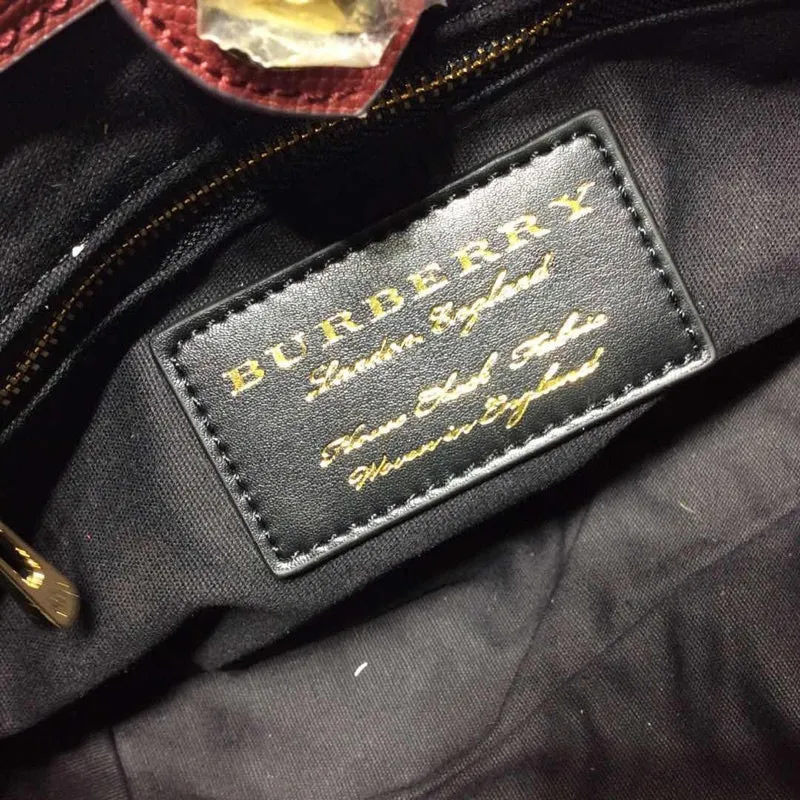 BURBERRY
London, England
House Check Fabric
Woven in England